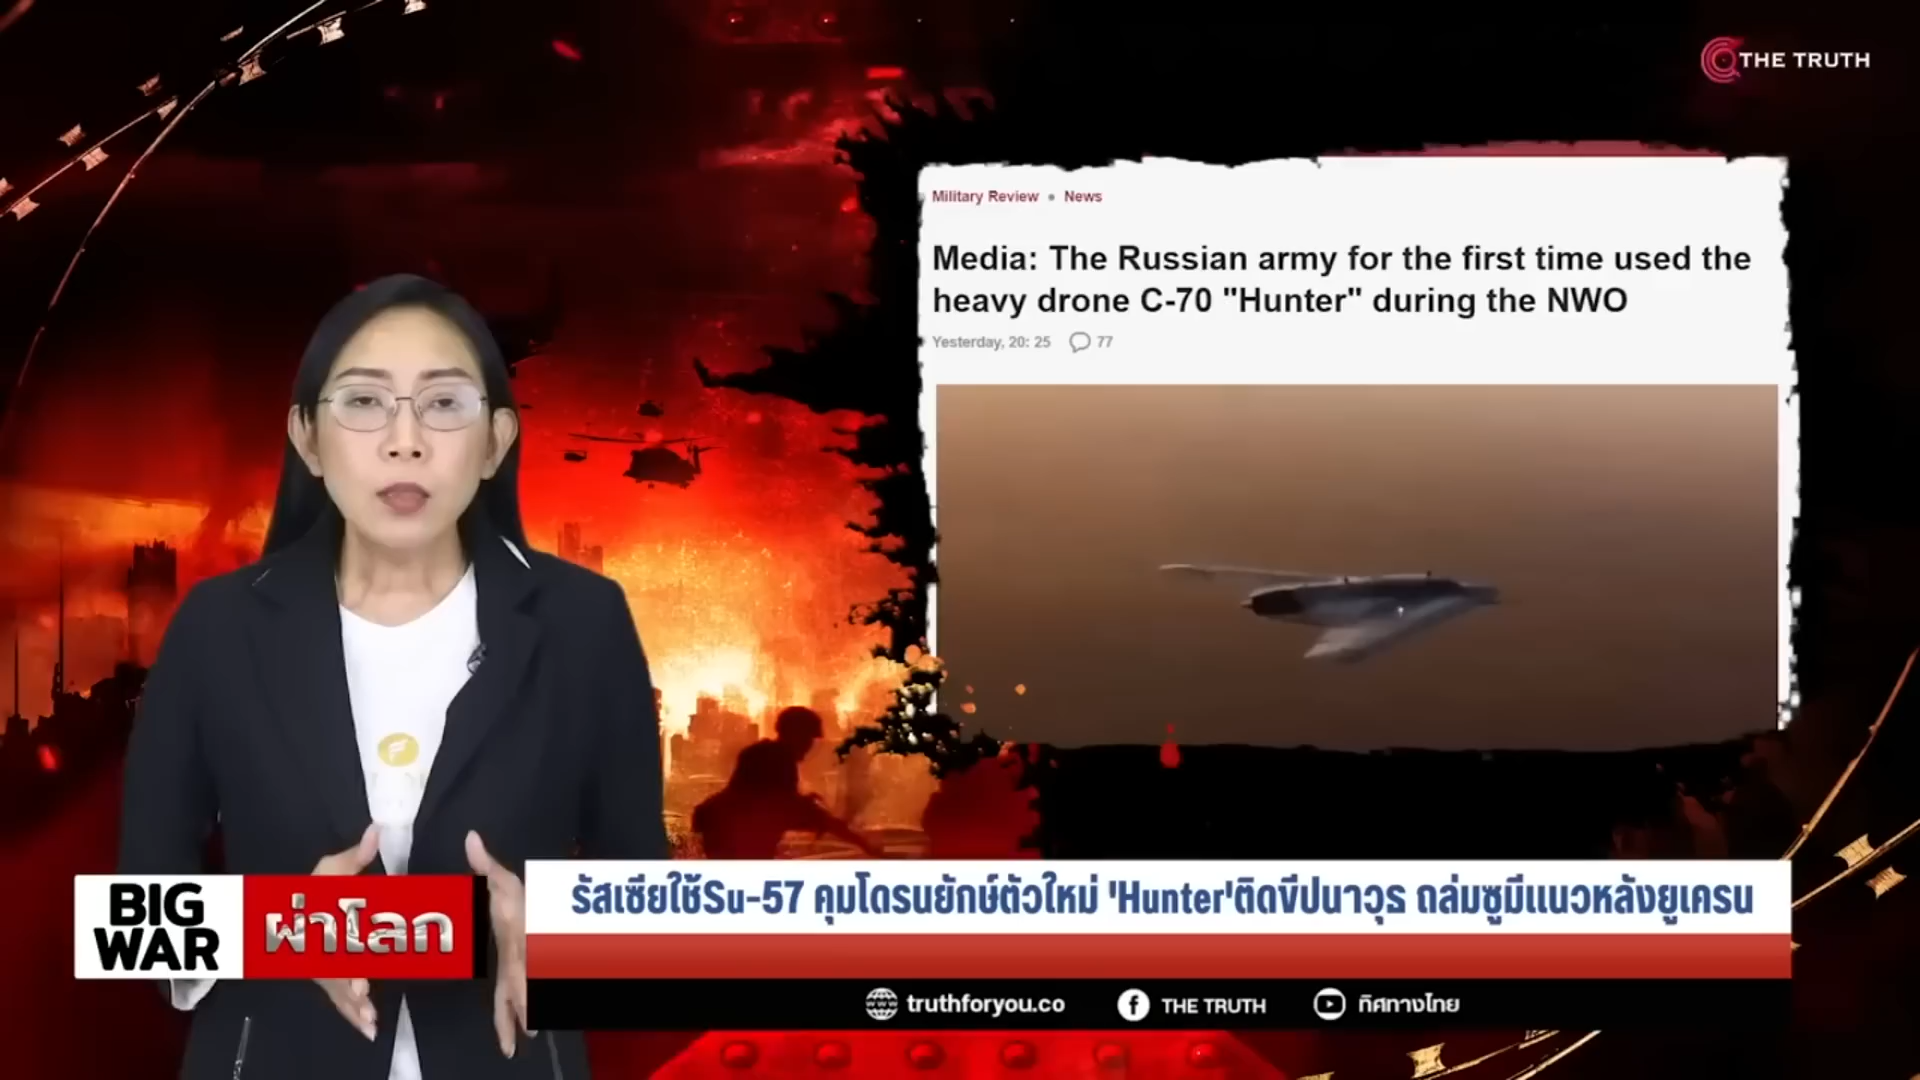 THE TRUTH
Military Review • News
Media: The Russian army for the first time used the
heavy drone C-70 "Hunter" during the NWO
Yesterday, 20: 25 77
BIG
WAR
ผ่าโลก
รัสเซียใช้Su-57 คุมโดรนยักษ์ตัวใหม่ 'Hunter'ติดขีปนาวุธ ถล่มซูมีแนวหลังยูเครน
truthforyou.co THE TRUTH ทิศทางไทย